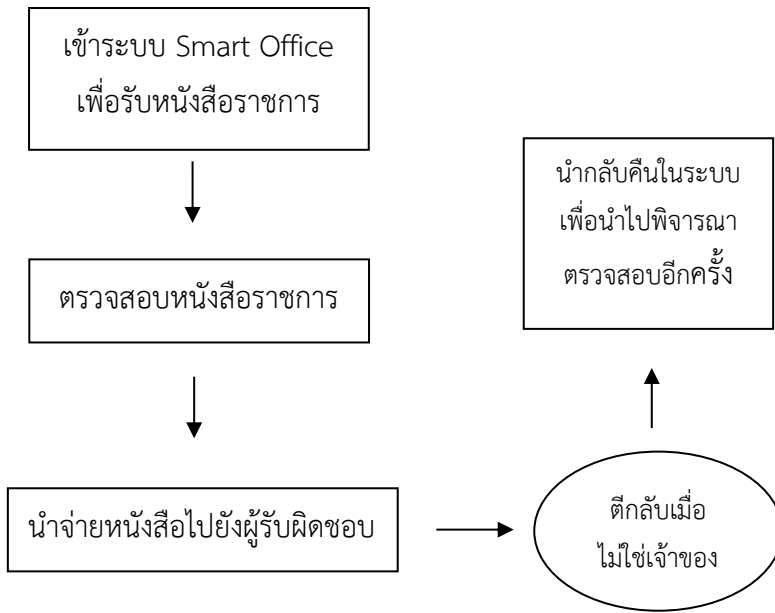 เข้าระบบ Smart Office
เพื่อรับหนังสือราชการ
ตรวจสอบหนังสือราชการ
นำจ่ายหนังสือไปยังผู้รับผิดชอบ
ตีกลับเมื่อ
ไม่ใช่เจ้าของ
นำกลับคืนในระบบ
เพื่อนำไปพิจารณา
ตรวจสอบอีกครั้ง